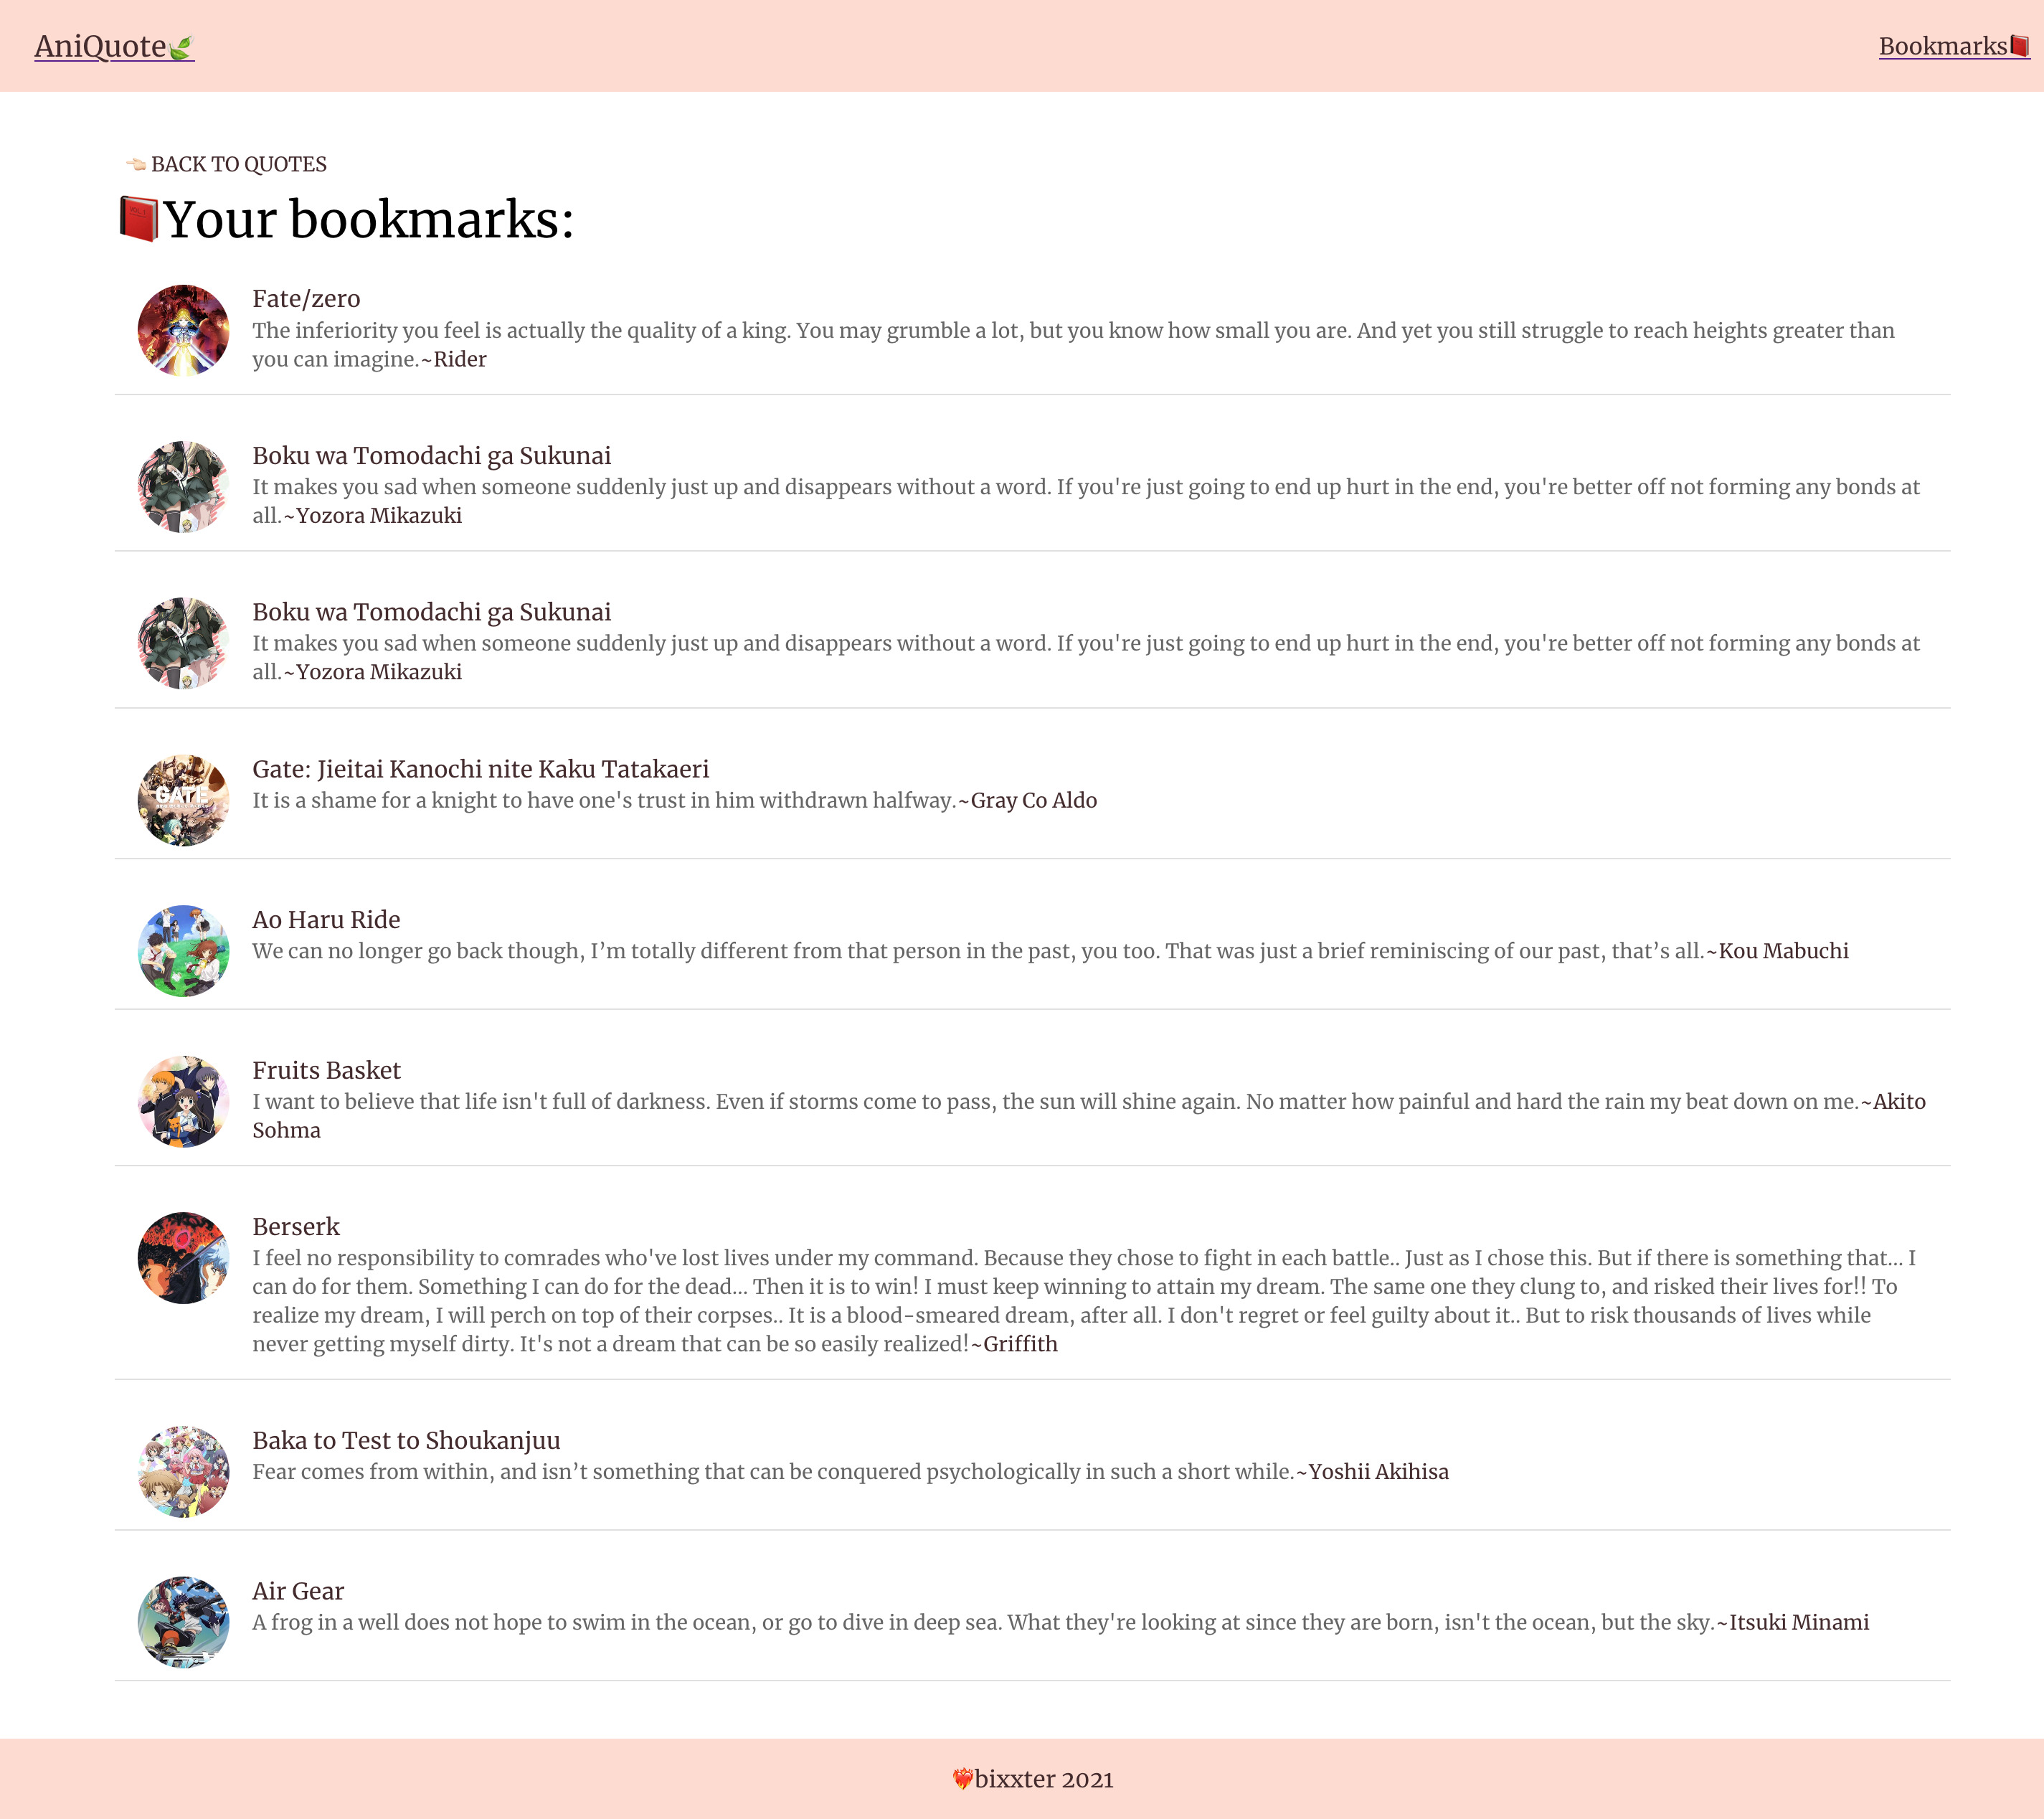 AniQuote
Bookmarks
BACK TO QUOTES
Your bookmarks:
Fate/zero
The inferiority you feel is actually the quality of a king. You may grumble a lot, but you know how small you are. And yet you still struggle to reach heights greater than
you can imagine.~Rider
Boku wa Tomodachi ga Sukunai
It makes you sad when someone suddenly just up and disappears without a word. If you're just going to end up hurt in the end, you're better off not forming any bonds at
all.~Yozora Mikazuki
Boku wa Tomodachi ga Sukunai
It makes you sad when someone suddenly just up and disappears without a word. If you're just going to end up hurt in the end, you're better off not forming any bonds at
all.~Yozora Mikazuki
GATE
Gate: Jieitai Kanochi nite Kaku Tatakaeri
It is a shame for a knight to have one's trust in him withdrawn halfway.~Gray Co Aldo
Ao Haru Ride
We can no longer go back though, I’m totally different from that person in the past, you too. That was just a brief reminiscing of our past, that’s all.~Kou Mabuchi
Fruits Basket
I want to believe that life isn't full of darkness. Even if storms come to pass, the sun will shine again. No matter how painful and hard the rain my beat down on me.~Akito
Sohma
Berserk
I feel no responsibility to comrades who've lost lives under my command. Because they chose to fight in each battle.. Just as I chose this. But if there is something that... I
can do for them. Something I can do for the dead... Then it is to win! I must keep winning to attain my dream. The same one they clung to, and risked their lives for!! To
realize my dream, I will perch on top of their corpses.. It is a blood-smeared dream, after all. I don't regret or feel guilty about it.. But to risk thousands of lives while
never getting myself dirty. It's not a dream that can be so easily realized!~Griffith
Baka to Test to Shoukanjuu
Fear comes from within, and isn’t something that can be conquered psychologically in such a short while.~Yoshii Akihisa
Air Gear
A frog in a well does not hope to swim in the ocean, or go to dive in deep sea. What they're looking at since they are born, isn't the ocean, but the sky.~Itsuki Minami
bixxter 2021